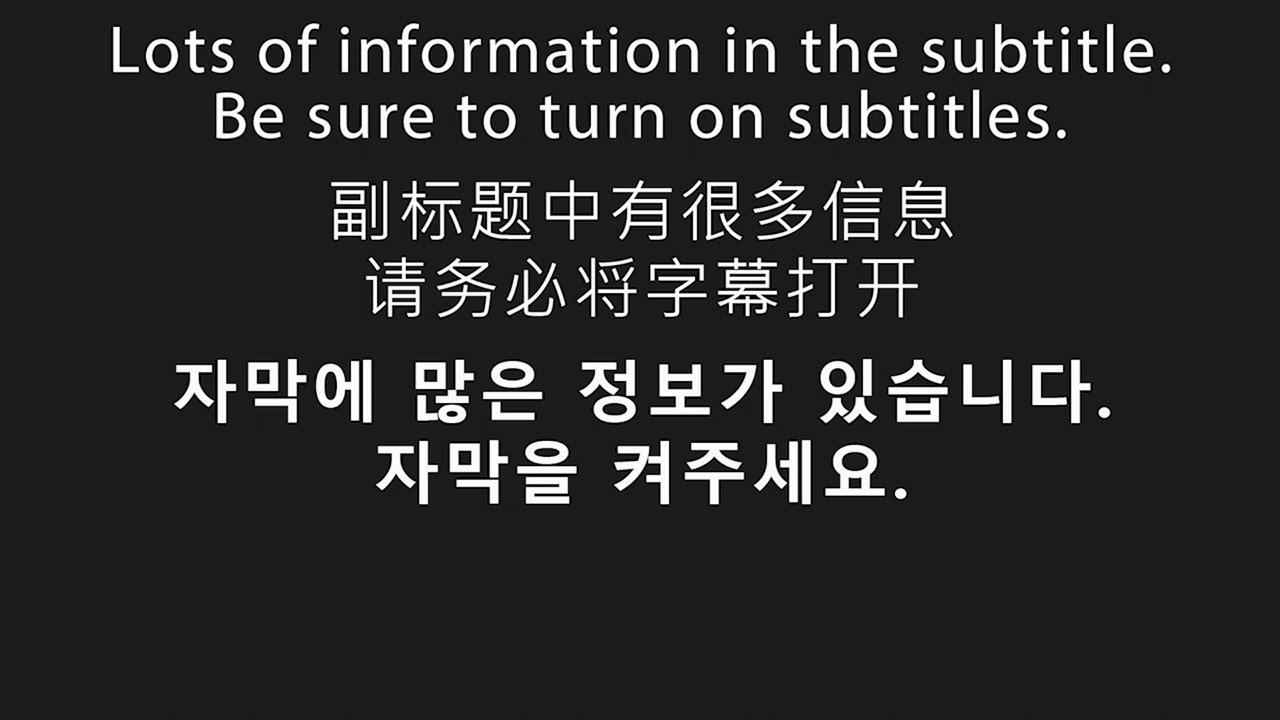 Lots of information in the subtitle.
Be sure to turn on subtitles.
副标题中有很多信息
请务必将字幕打开
자막에 많은 정보가 있습니다.
자막을 켜주세요.